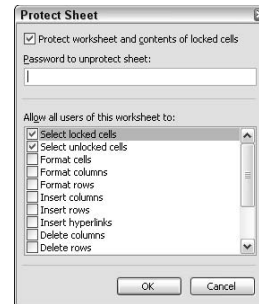 Protect Sheet
Protect worksheet and contents of locked cells
Password to unprotect sheet:
Allow all users of this worksheet to:
Select locked cells
Select unlocked cells
Format cells
Format columns
Format rows
Insert columns
Insert rows
Insert hyperlinks
Delete columns
Delete rows
OK Cancel